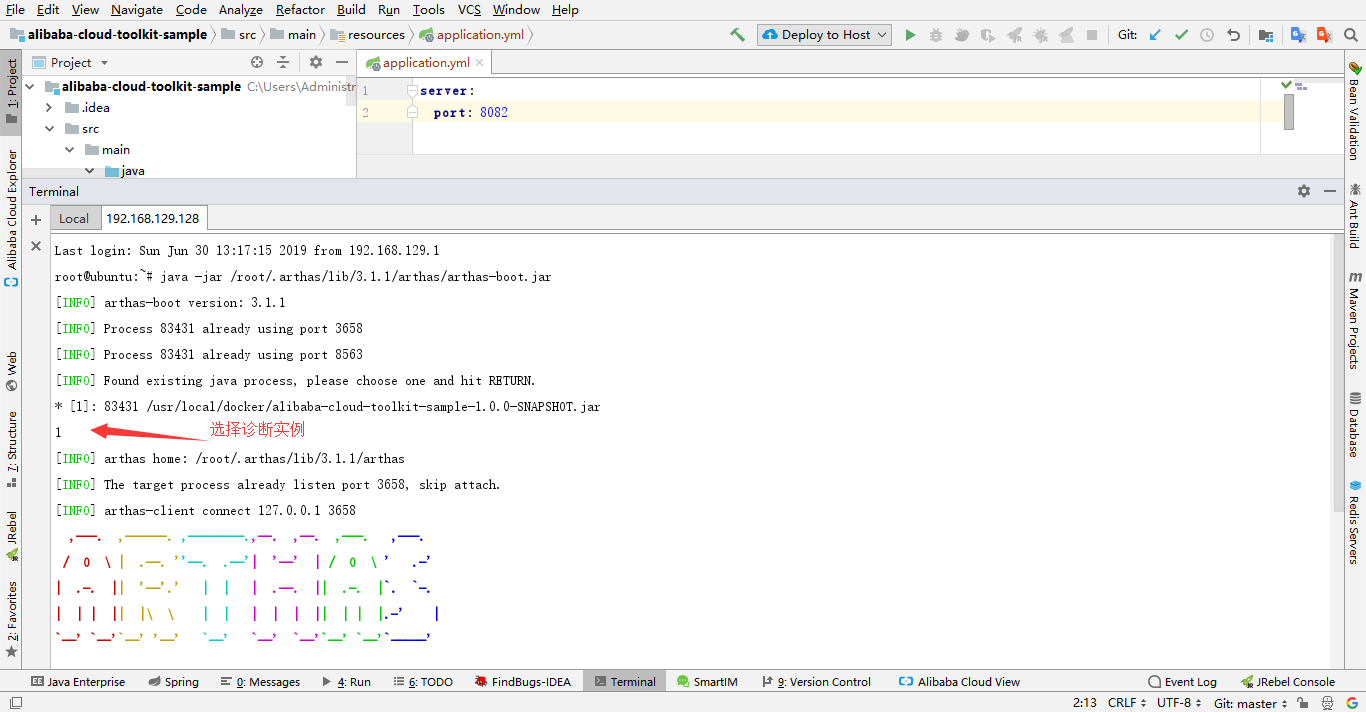 File Edit View Navigate Code Analyze Refactor Build Run Tools VCS Window Help
alibaba-cloud-toolkit-sample src main resources application.yml Deploy to Host Git:
1: Project
Alibaba Cloud Explorer
Web
7: Structure
JRebel
2: Favorites
Project
alibaba-cloud-toolkit-sample C:\Users\Administr
.idea
src
main
java
application.yml
1 server:
2 port: 8082
Terminal
Local 192.168.129.128
Last login: Sun Jun 30 13:17:15 2019 from 192.168.129.1
root@ubuntu:~# java -jar /root/.arthas/lib/3.1.1/arthas/arthas-boot.jar
[INFO] arthas-boot version: 3.1.1
[INFO] Process 83431 already using port 3658
[INFO] Process 83431 already using port 8563
[INFO] Found existing java process, please choose one and hit RETURN.
* [1]: 83431 /usr/local/docker/alibaba-cloud-toolkit-sample-1.0.0-SNAPSHOT.jar
1 选择诊断实例
[INFO] arthas home: /root/.arthas/lib/3.1.1/arthas
[INFO] The target process already listen port 3658, skip attach.
[INFO] arthas-client connect 127.0.0.1 3658
ARTHAS
Bean Validation
Ant Build
Maven Projects
Database
Redis Servers
Java Enterprise Spring 0: Messages 4: Run 6: TODO FindBugs-IDEA Terminal SmartIM 9: Version Control Alibaba Cloud View Event Log JRebel Console
2:13 CRLF UTF-8 Git: master